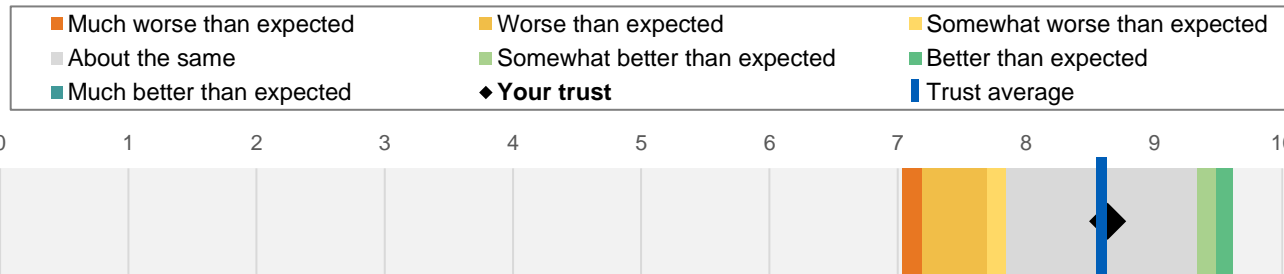 Much worse than expected Worse than expected Somewhat worse than expected
About the same Somewhat better than expected Better than expected
Much better than expected Your trust Trust average
0 1 2 3 4 5 6 7 8 9 10